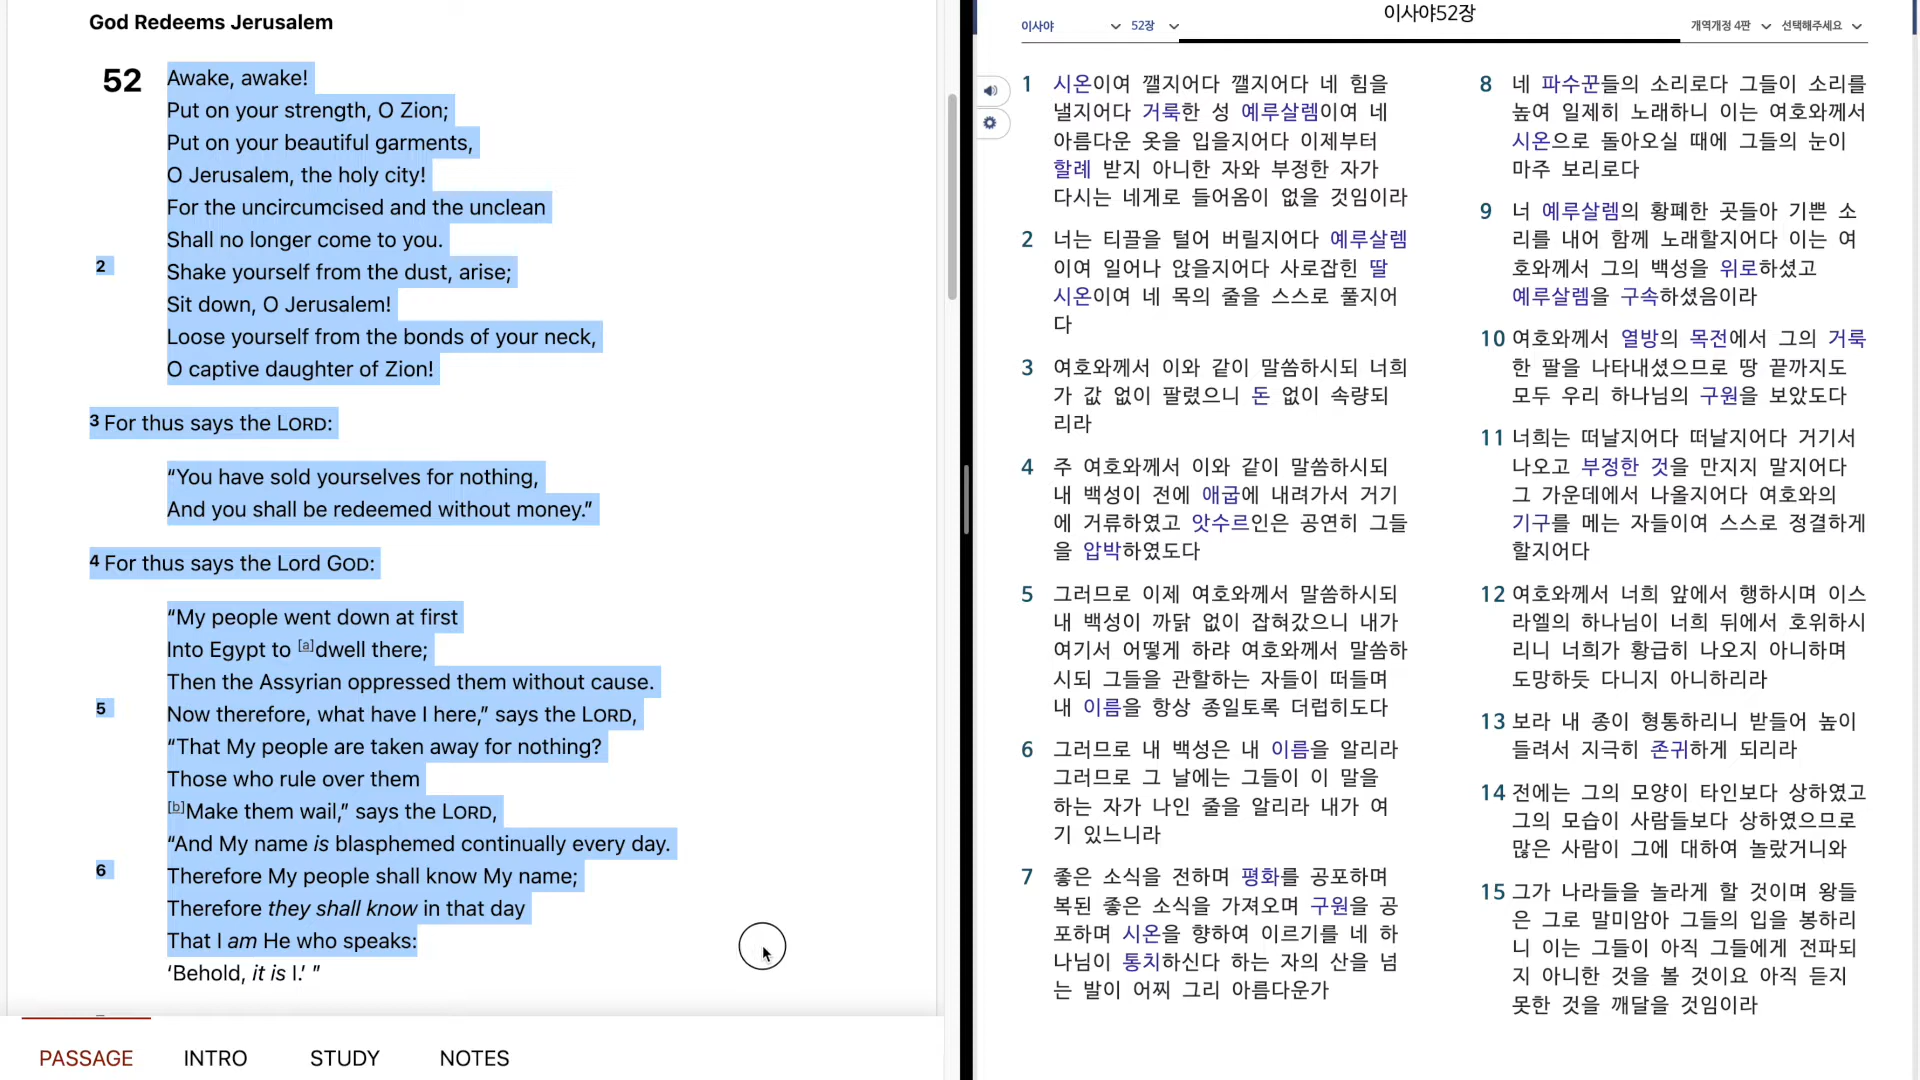 God Redeems Jerusalem
52 Awake, awake!
Put on your strength, O Zion;
Put on your beautiful garments,
O Jerusalem, the holy city!
For the uncircumcised and the unclean
Shall no longer come to you.
2 Shake yourself from the dust, arise;
Sit down, O Jerusalem!
Loose yourself from the bonds of your neck,
O captive daughter of Zion!
3 For thus says the LORD:
“You have sold yourselves for nothing,
And you shall be redeemed without money.”
4 For thus says the Lord GOD:
“My people went down at first
Into Egypt to [a]dwell there;
Then the Assyrian oppressed them without cause.
5 Now therefore, what have I here,” says the LORD,
“That My people are taken away for nothing?
Those who rule over them
[b]Make them wail,” says the LORD,
“And My name is blasphemed continually every day.
6 Therefore My people shall know My name;
Therefore they shall know in that day
That I am He who speaks:
‘Behold, it is I.’ ”
PASSAGE INTRO STUDY NOTES
이사야52장
이사야 52장 개역개정 4판 선택해주세요
1 시온이여 깰지어다 깰지어다 네 힘을
낼지어다 거룩한 성 예루살렘이여 네
아름다운 옷을 입을지어다 이제부터
할례 받지 아니한 자와 부정한 자가
다시는 네게로 들어옴이 없을 것임이라
2 너는 티끌을 털어 버릴지어다 예루살렘
이여 일어나 앉을지어다 사로잡힌 딸
시온이여 네 목의 줄을 스스로 풀지어
다
3 여호와께서 이와 같이 말씀하시되 너희
가 값 없이 팔렸으니 돈 없이 속량되
리라
4 주 여호와께서 이와 같이 말씀하시되
내 백성이 전에 애굽에 내려가서 거기
에 거류하였고 앗수르인은 공연히 그들
을 압박하였도다
5 그러므로 이제 여호와께서 말씀하시되
내 백성이 까닭 없이 잡혀갔으니 내가
여기서 어떻게 하랴 여호와께서 말씀하
시되 그들을 관할하는 자들이 떠들며
내 이름을 항상 종일토록 더럽히도다
6 그러므로 내 백성은 내 이름을 알리라
그러므로 그 날에는 그들이 이 말을
하는 자가 나인 줄을 알리라 내가 여
기 있느니라
7 좋은 소식을 전하며 평화를 공포하며
복된 좋은 소식을 가져오며 구원을 공
포하며 시온을 향하여 이르기를 네 하
나님이 통치하신다 하는 자의 산을 넘
는 발이 어찌 그리 아름다운가
8 네 파수꾼들의 소리로다 그들이 소리를
높여 일제히 노래하니 이는 여호와께서
시온으로 돌아오실 때에 그들의 눈이
마주 보리로다
9 너 예루살렘의 황폐한 곳들아 기쁜 소
리를 내어 함께 노래할지어다 이는 여
호와께서 그의 백성을 위로하셨고
예루살렘을 구속하셨음이라
10 여호와께서 열방의 목전에서 그의 거룩
한 팔을 나타내셨으므로 땅 끝까지도
모두 우리 하나님의 구원을 보았도다
11 너희는 떠날지어다 떠날지어다 거기서
나오고 부정한 것을 만지지 말지어다
그 가운데에서 나올지어다 여호와의
기구를 메는 자들이여 스스로 정결하게
할지어다
12 여호와께서 너희 앞에서 행하시며 이스
라엘의 하나님이 너희 뒤에서 호위하시
리니 너희가 황급히 나오지 아니하며
도망하듯 다니지 아니하리라
13 보라 내 종이 형통하리니 받들어 높이
들려서 지극히 존귀하게 되리라
14 전에는 그의 모양이 타인보다 상하였고
그의 모습이 사람들보다 상하였으므로
많은 사람이 그에 대하여 놀랐거니와
15 그가 나라들을 놀라게 할 것이며 왕들
은 그로 말미암아 그들의 입을 봉하리
니 이는 그들이 아직 그들에게 전파되
지 아니한 것을 볼 것이요 아직 듣지
못한 것을 깨달을 것임이라